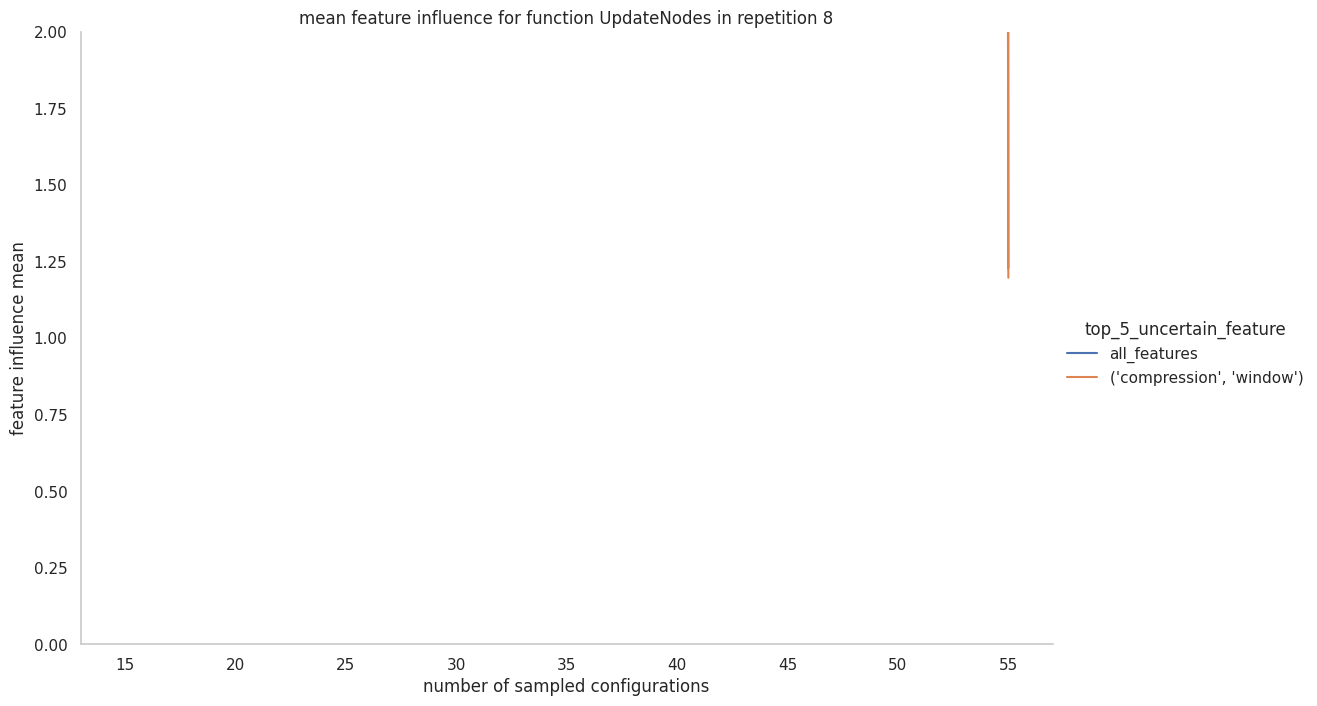 mean feature influence for function UpdateNodes in repetition 8
2.00
1.75
1.50
1.25
1.00
0.75
0.50
0.25
0.00
feature influence mean
15 20 25 30 35 40 45 50 55
number of sampled configurations
top_5_uncertain_feature
all_features
('compression', 'window')